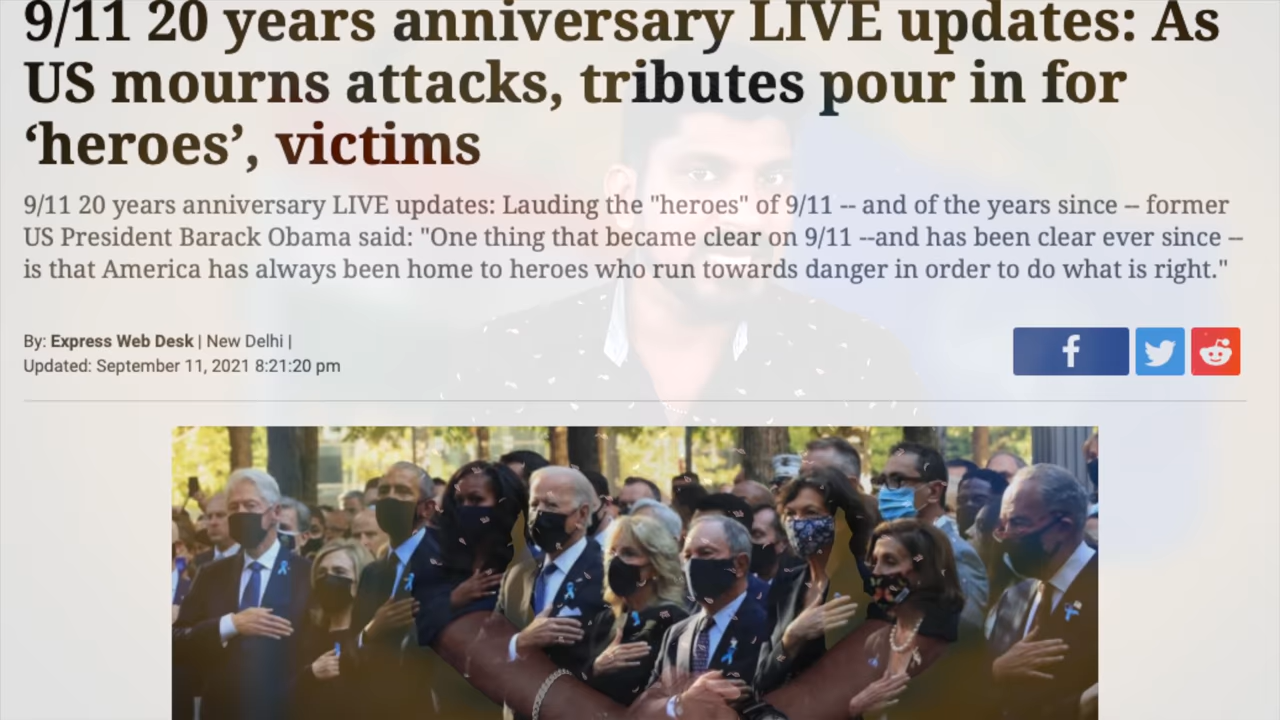 9/11 20 years anniversary LIVE updates: As
US mourns attacks, tributes pour in for
‘heroes’, victims
9/11 20 years anniversary LIVE updates: Lauding the "heroes" of 9/11 -- and of the years since -- former
US President Barack Obama said: "One thing that became clear on 9/11 --and has been clear ever since --
is that America has always been home to heroes who run towards danger in order to do what is right."
By: Express Web Desk | New Delhi |
Updated: September 11, 2021 8:21:20 pm